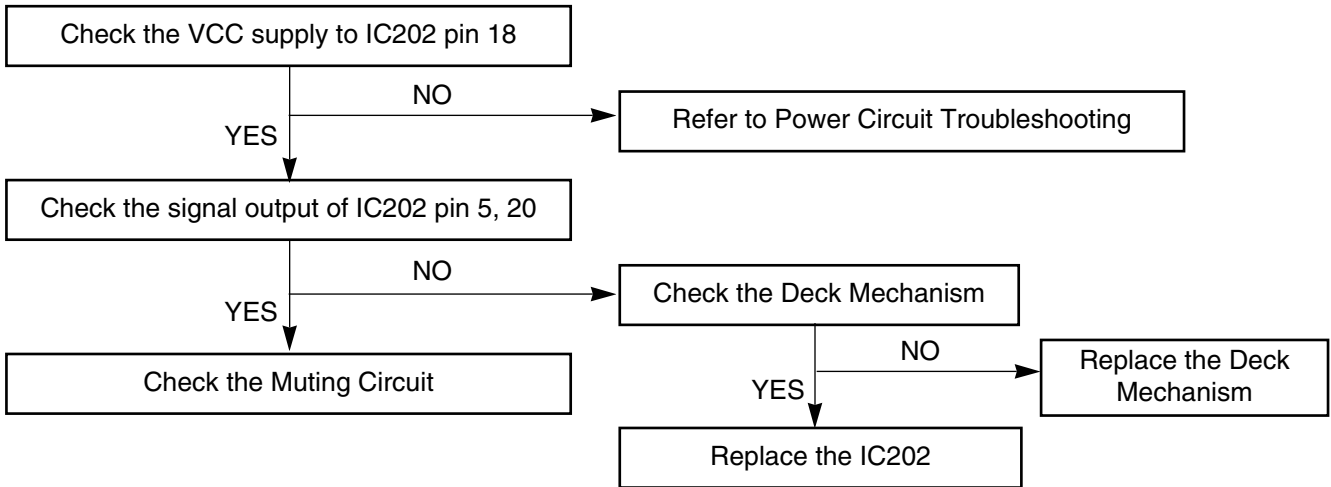 Check the VCC supply to IC202 pin 18
NO
Refer to Power Circuit Troubleshooting
YES
Check the signal output of IC202 pin 5, 20
NO
Check the Deck Mechanism
YES
Check the Muting Circuit
NO
Replace the Deck
Mechanism
YES
Replace the IC202